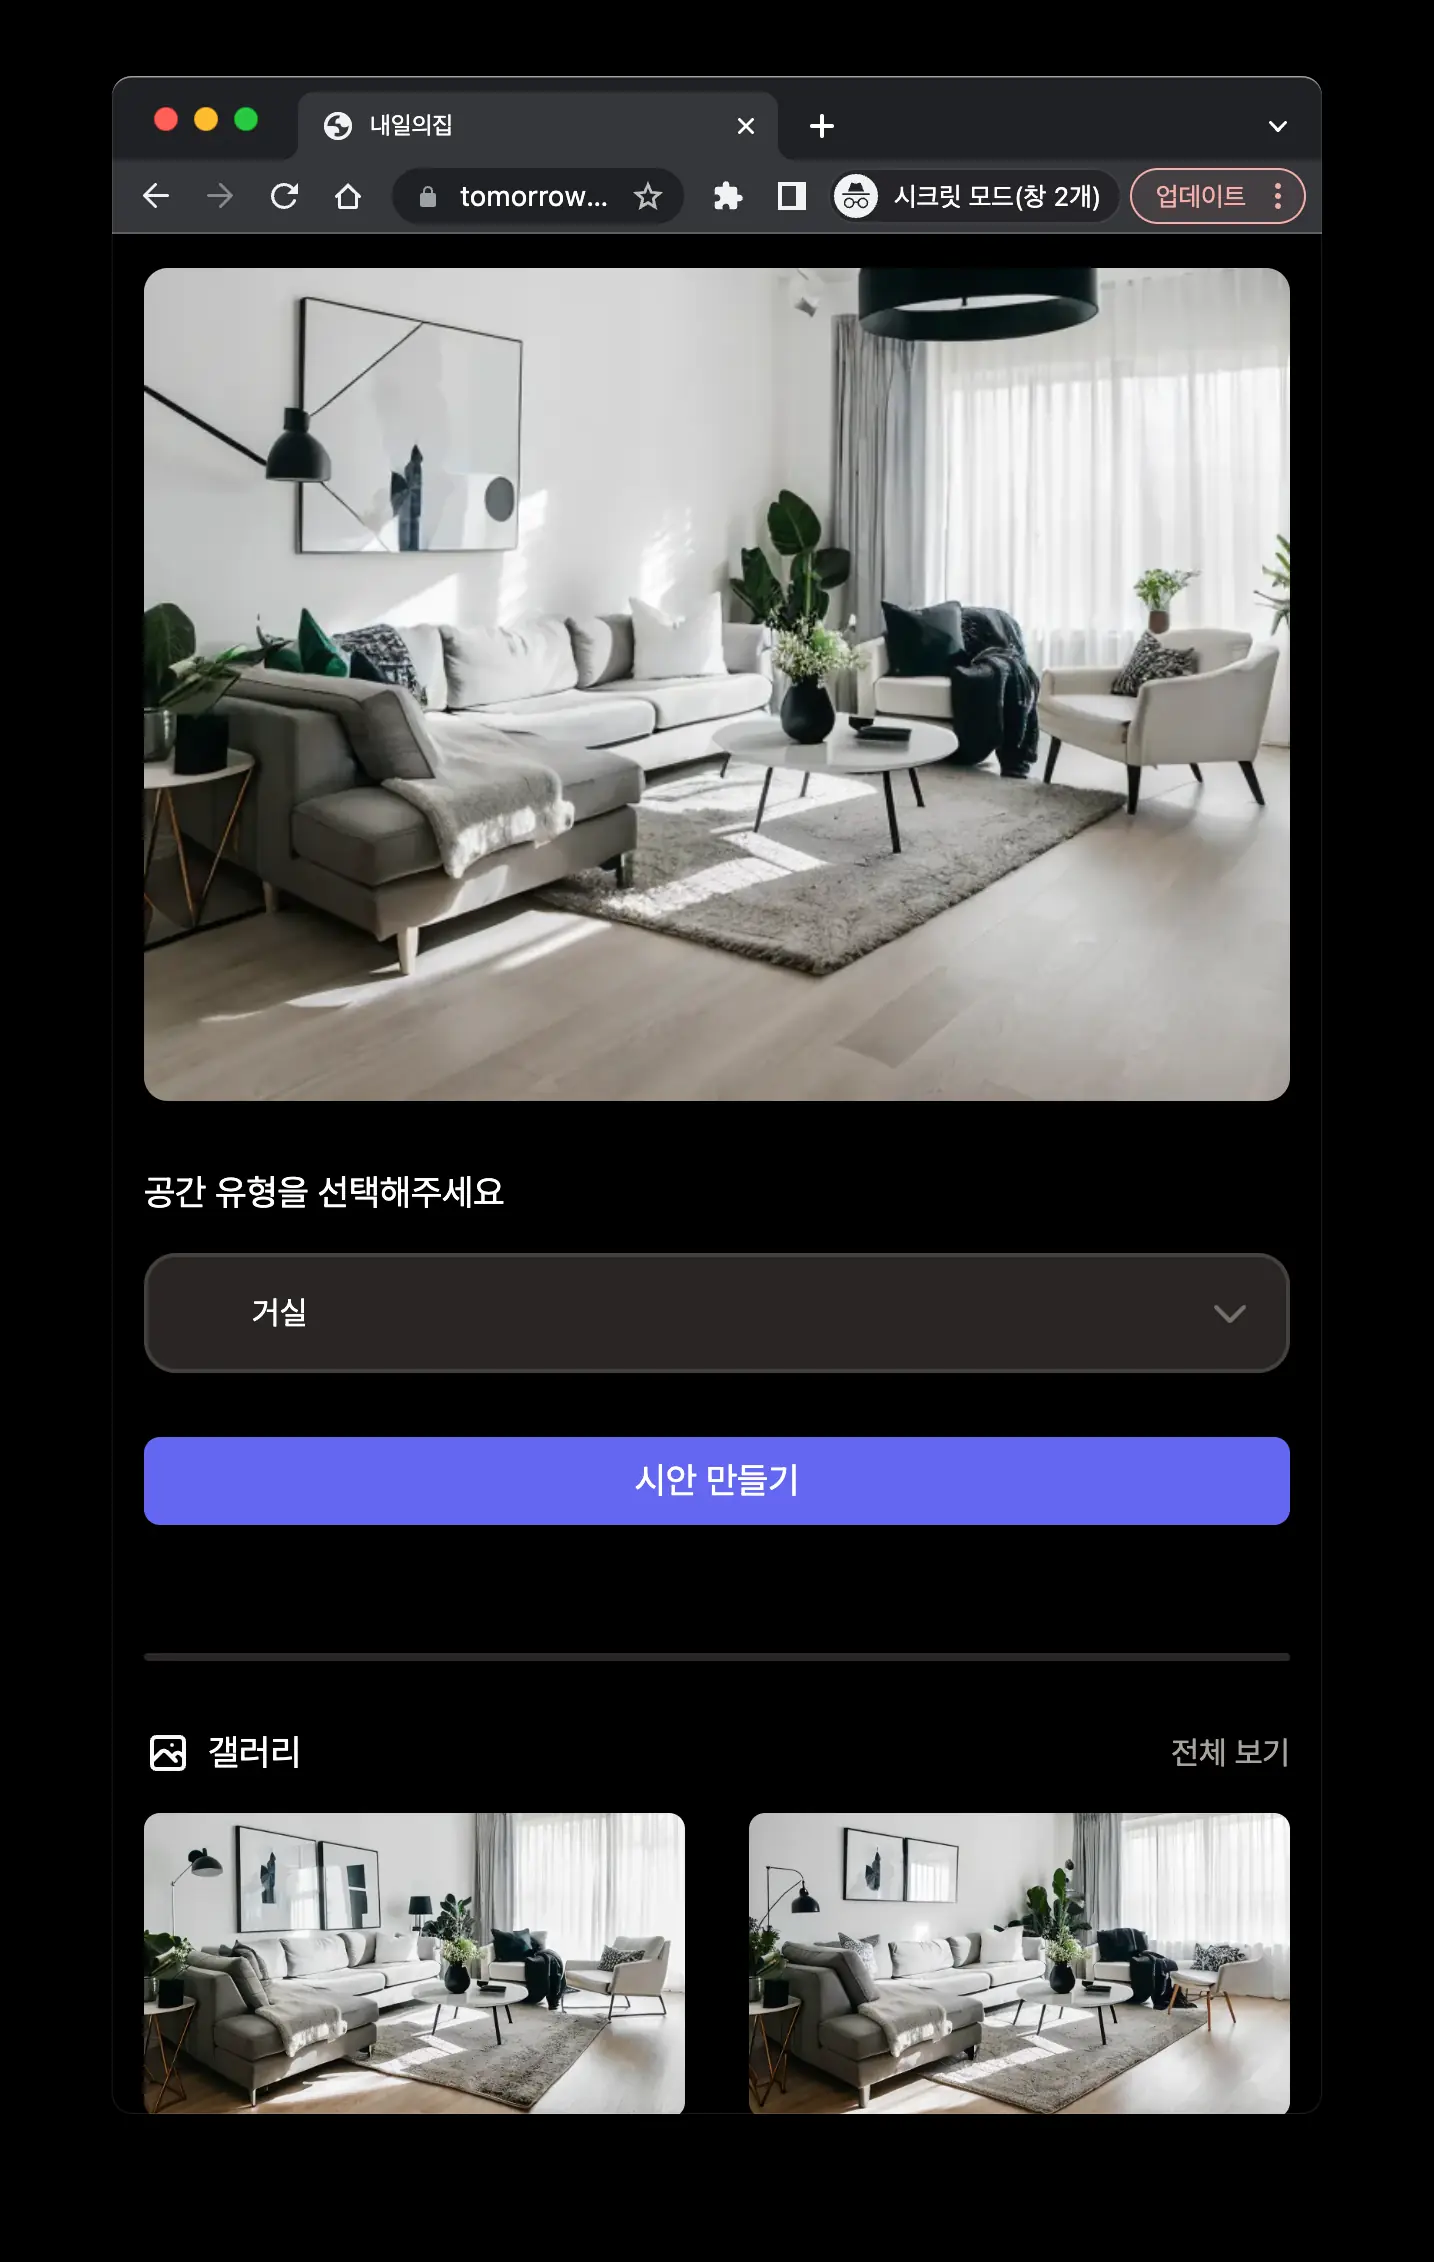 내일의집
tomorrow...
시크릿 모드(창 2개)
업데이트
공간 유형을 선택해주세요
거실
시안 만들기
갤러리
전체 보기